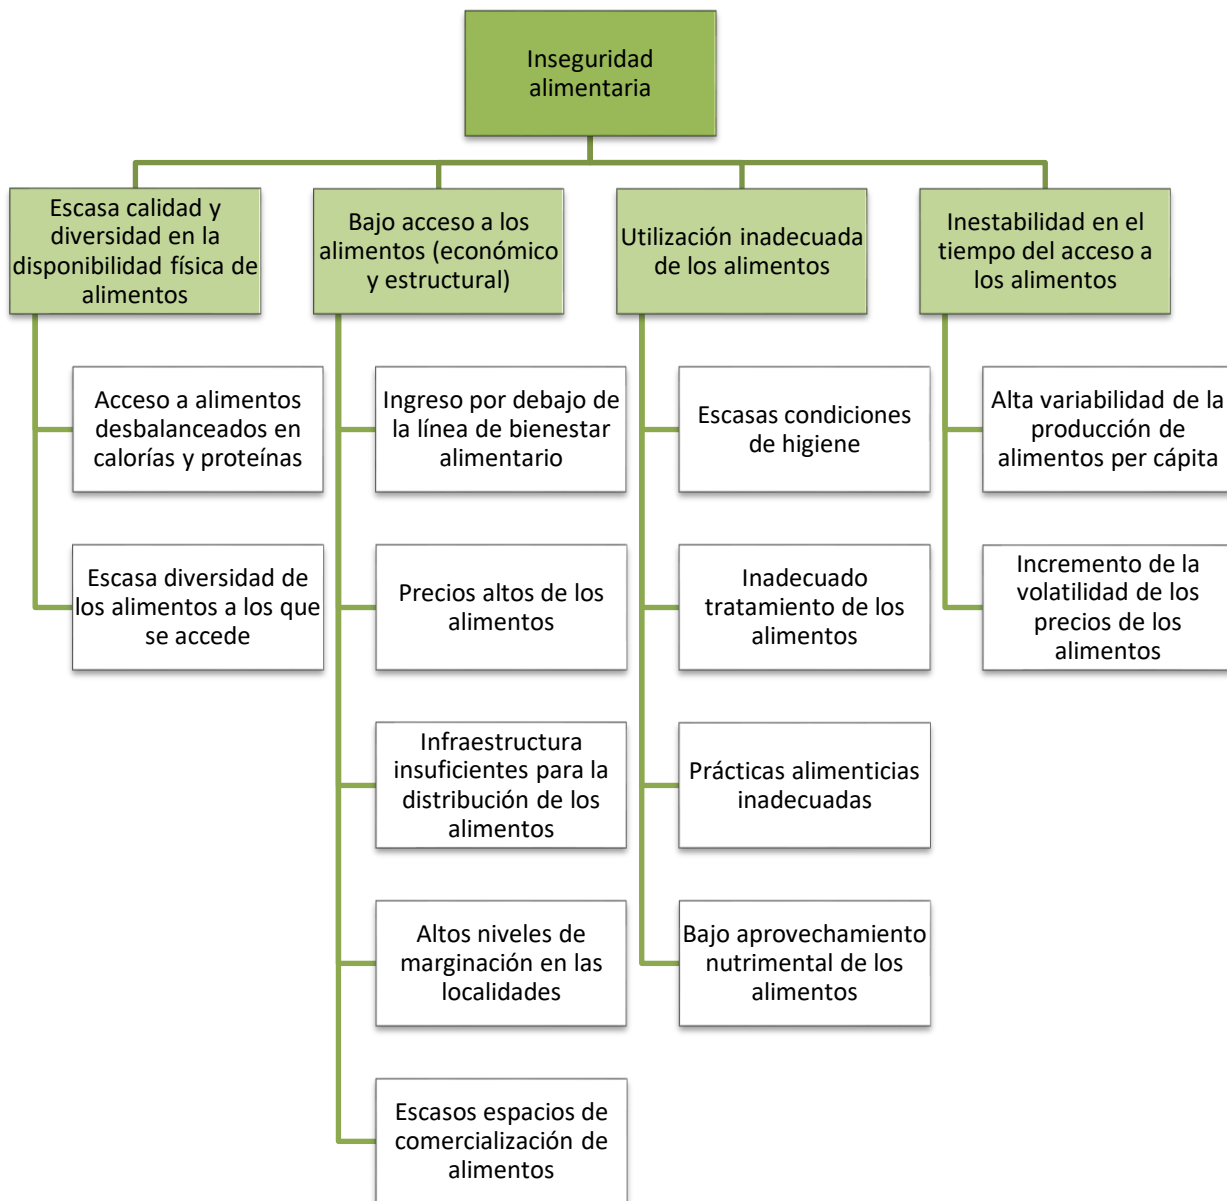 Inseguridad
alimentaria
Escasa calidad y
diversidad en la
disponibilidad física de
alimentos
Acceso a alimentos
desbalanceados en
calorías y proteínas
Escasa diversidad de
los alimentos a los que
se accede
Bajo acceso a los
alimentos (económico
y estructural)
Ingreso por debajo de
la línea de bienestar
alimentario
Precios altos de los
alimentos
Infraestructura
insuficientes para la
distribución de los
alimentos
Altos niveles de
marginación en las
localidades
Escasos espacios de
comercialización de
alimentos
Utilización inadecuada
de los alimentos
Escasas condiciones
de higiene
Inadecuado
tratamiento de los
alimentos
Prácticas alimenticias
inadecuadas
Bajo aprovechamiento
nutrimental de los
alimentos
Inestabilidad en el
tiempo del acceso a
los alimentos
Alta variabilidad de la
producción de
alimentos per cápita
Incremento de la
volatilidad de los
precios de los
alimentos